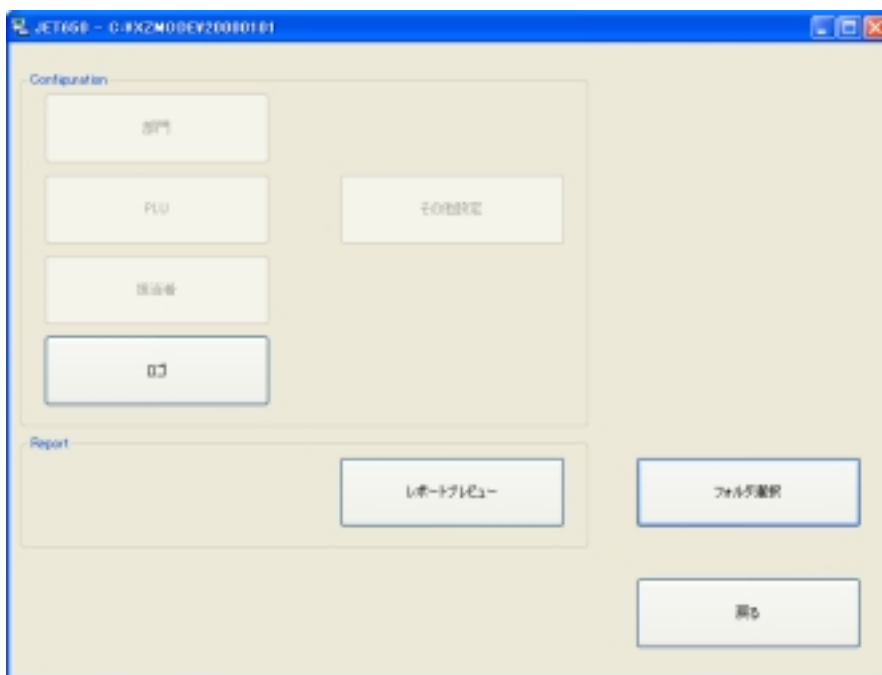 JET650 - C:¥XZMODE¥20080101
Configuration
部門
PLU
その他設定
担当者
ロゴ
Report
レポートプレビュー
フォルダ選択
戻る